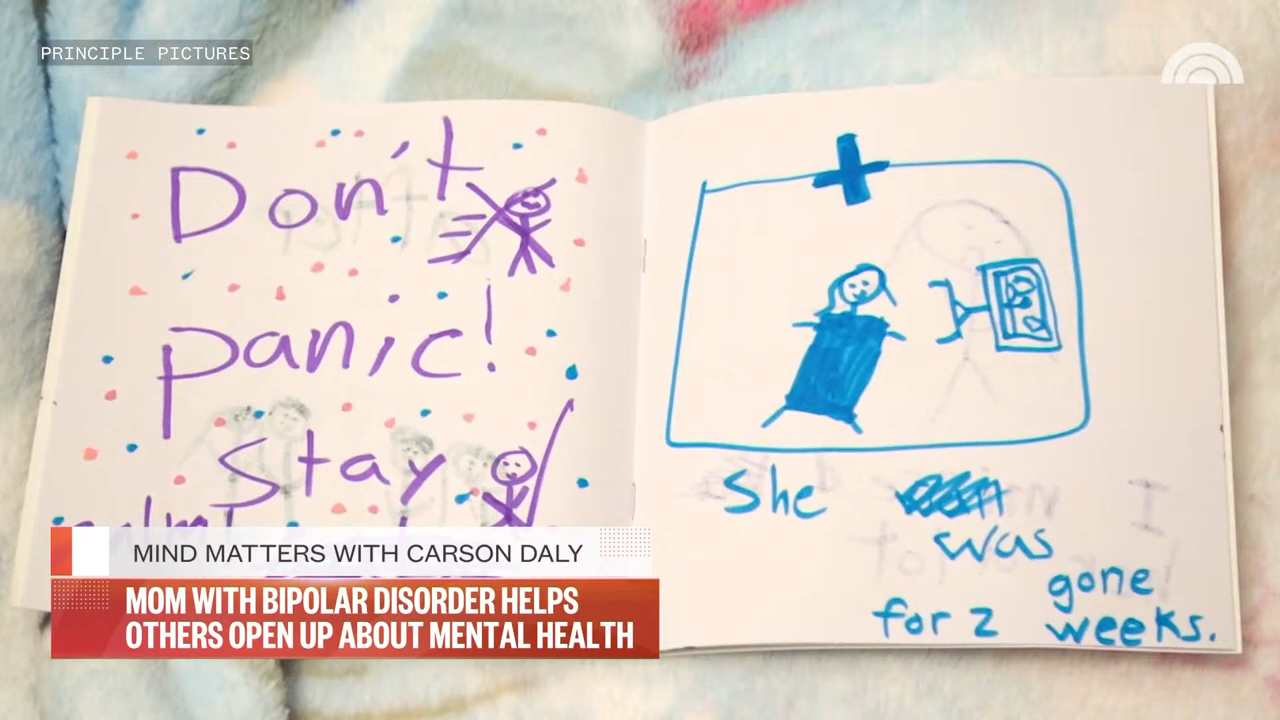 PRINCIPLE PICTURES
Don't
panic!
Stay
calm!
She
was
gone
for 2 weeks.
MIND MATTERS WITH CARSON DALY
MOM WITH BIPOLAR DISORDER HELPS
OTHERS OPEN UP ABOUT MENTAL HEALTH